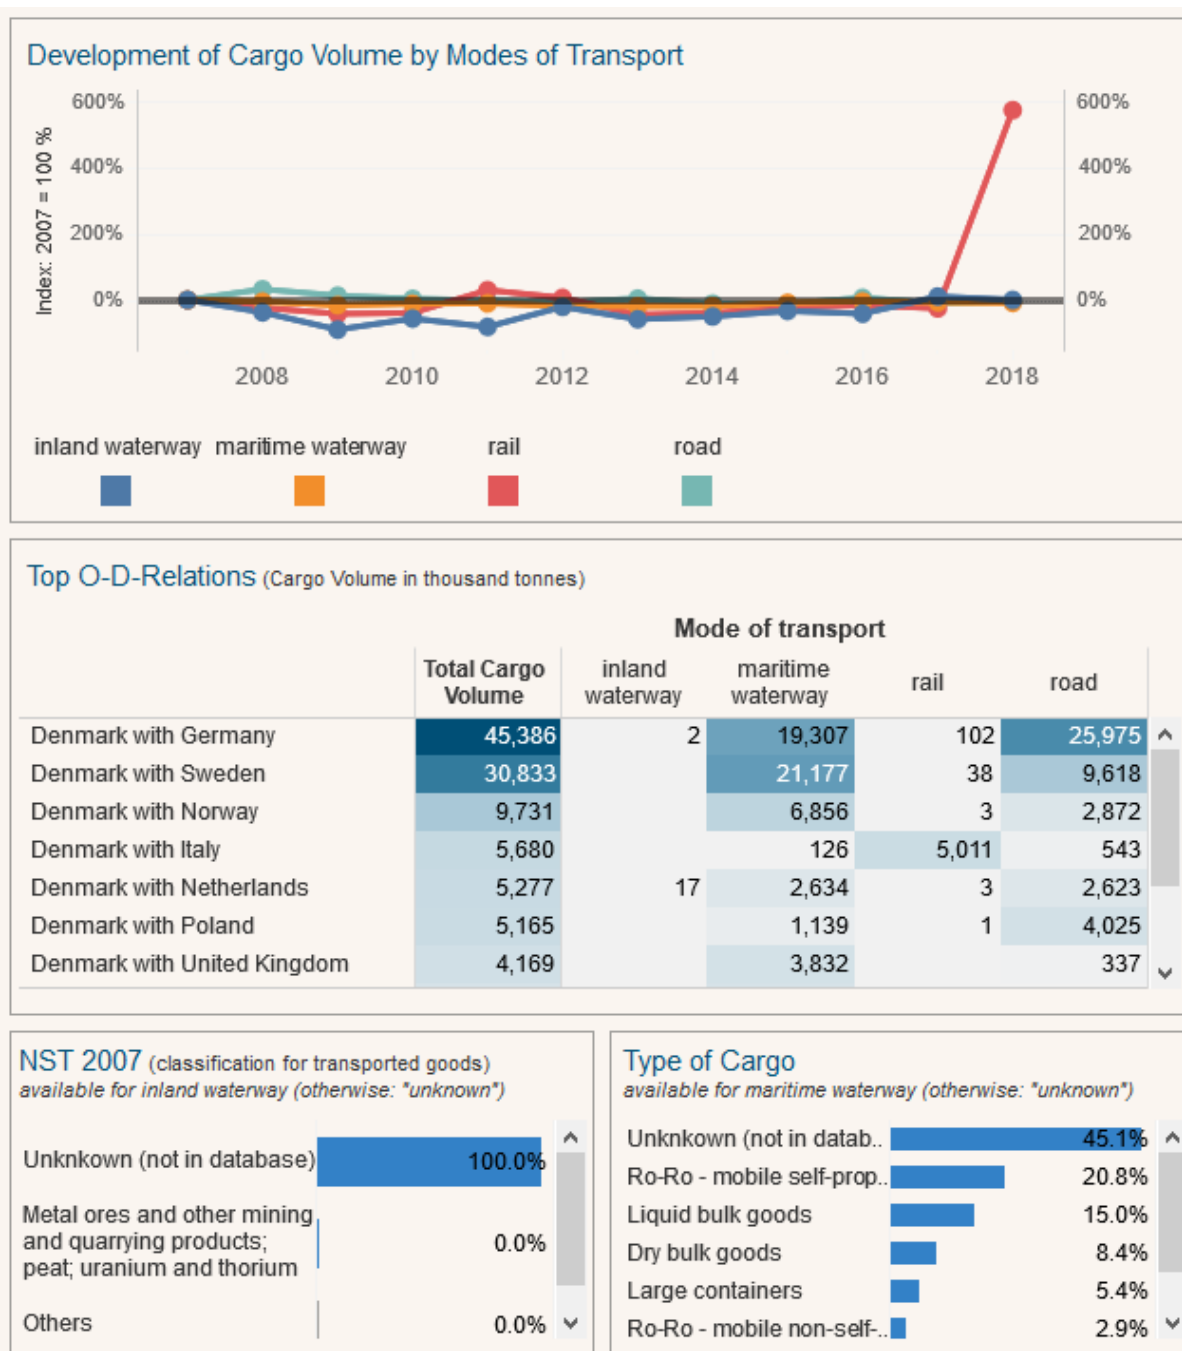 Development of Cargo Volume by Modes of Transport
600%
400%
200%
0%
Index: 2007 = 100 %
600%
400%
200%
0%
2008 2010 2012 2014 2016 2018
inland waterway maritime waterway rail road
Top O-D-Relations (Cargo Volume in thousand tonnes)
Mode of transport
Total Cargo Volume inland waterway maritime waterway rail road
Denmark with Germany 45,386 2 19,307 102 25,975
Denmark with Sweden 30,833 21,177 38 9,618
Denmark with Norway 9,731 6,856 3 2,872
Denmark with Italy 5,680 126 5,011 543
Denmark with Netherlands 5,277 17 2,634 3 2,623
Denmark with Poland 5,165 1,139 1 4,025
Denmark with United Kingdom 4,169 3,832 337
NST 2007 (classification for transported goods)
available for inland waterway (otherwise: "unknown")
Unknkown (not in database) 100.0%
Metal ores and other mining
and quarrying products;
peat; uranium and thorium 0.0%
Others 0.0%
Type of Cargo
available for maritime waterway (otherwise: "unknown")
Unknkown (not in datab.. 45.1%
Ro-Ro - mobile self-prop.. 20.8%
Liquid bulk goods 15.0%
Dry bulk goods 8.4%
Large containers 5.4%
Ro-Ro - mobile non-self-.. 2.9%